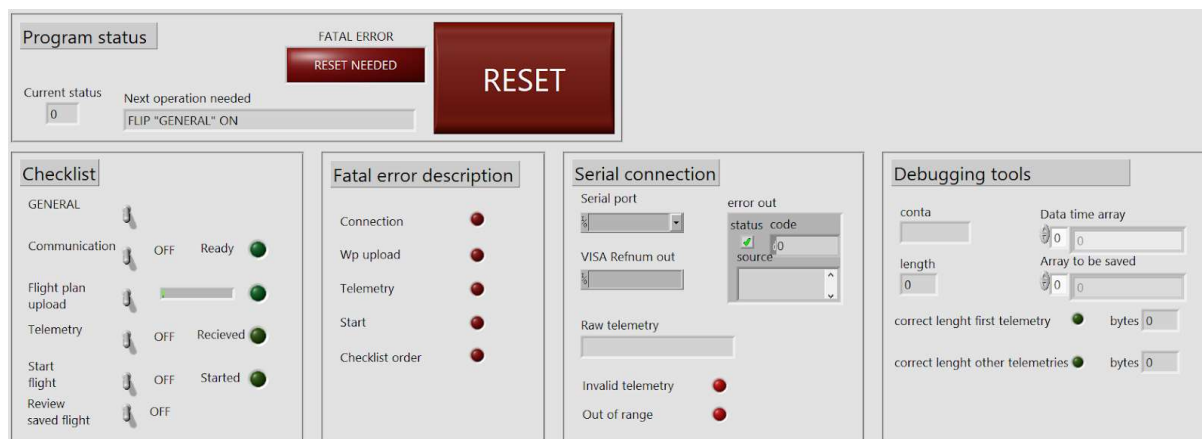 Program status
FATAL ERROR
RESET NEEDED
RESET
Current status
0
Next operation needed
FLIP "GENERAL" ON
Checklist
GENERAL
Communication OFF Ready
Flight plan
upload
Telemetry OFF Recieved
Start
flight OFF Started
Review
saved flight OFF
Fatal error description
Connection
Wp upload
Telemetry
Start
Checklist order
Serial connection
Serial port
VISA Refnum out
error out
status code
0
source
Raw telemetry
Invalid telemetry
Out of range
Debugging tools
conta
length
0
Data time array
0 0
Array to be saved
0 0
correct lenght first telemetry bytes 0
correct lenght other telemetries bytes 0